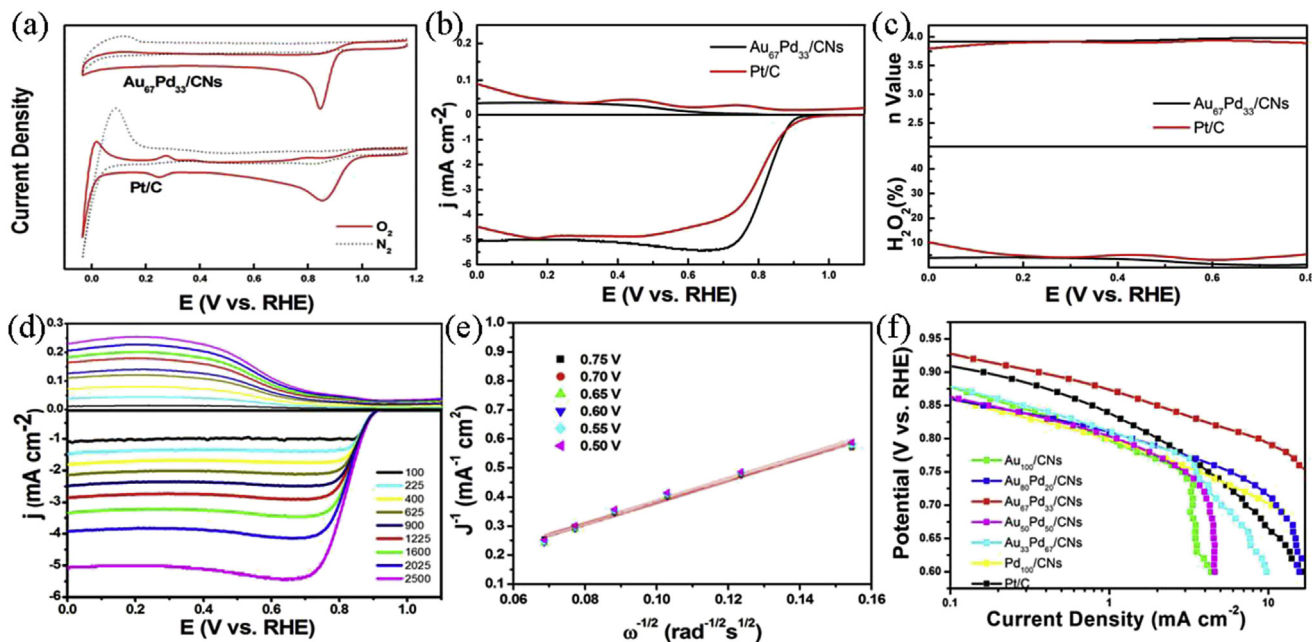 (a)
Current Density
Au67Pd33/CNs
Pt/C
O2
N2
0.0 0.2 0.4 0.6 0.8 1.0 1.2
E (V vs. RHE)
(b)
j (mA cm-2)
0.2
0.1
0
-1
-2
-3
-4
-5
-6
Au67Pd33/CNs
Pt/C
0.0 0.2 0.4 0.6 0.8 1.0
E (V vs. RHE)
(c)
n Value
4.0
3.5
3.0
2.5
Au67Pd33/CNs
Pt/C
H2O2(%)
40
30
20
10
0.0 0.2 0.4 0.6 0.8
E (V vs. RHE)
(d)
j (mA cm-2)
0.3
0.2
0.1
0.0
-1
-2
-3
-4
-5
-6
100
225
400
625
900
1225
1600
2025
2500
0.0 0.2 0.4 0.6 0.8 1.0
E (V vs. RHE)
(e)
J-1 (mA-1 cm2)
1.0
0.9
0.8
0.7
0.6
0.5
0.4
0.3
0.2
0.1
0.75 V
0.70 V
0.65 V
0.60 V
0.55 V
0.50 V
0.06 0.08 0.10 0.12 0.14 0.16
ω-1/2 (rad-1/2s1/2)
(f)
Potential (V vs. RHE)
0.95
0.90
0.85
0.80
0.75
0.70
0.65
0.60
Au100/CNs
Au80Pd20/CNs
Au67Pd33/CNs
Au50Pd50/CNs
Au33Pd67/CNs
Pd100/CNs
Pt/C
0.1 1 10
Current Density (mA cm-2)